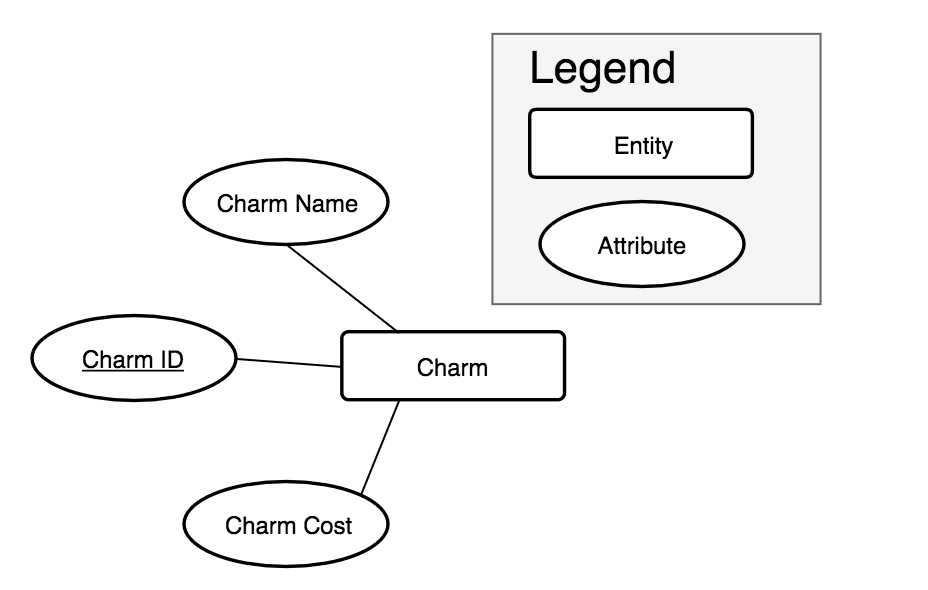 Legend
Entity
Attribute
Charm Name
Charm ID
Charm
Charm Cost